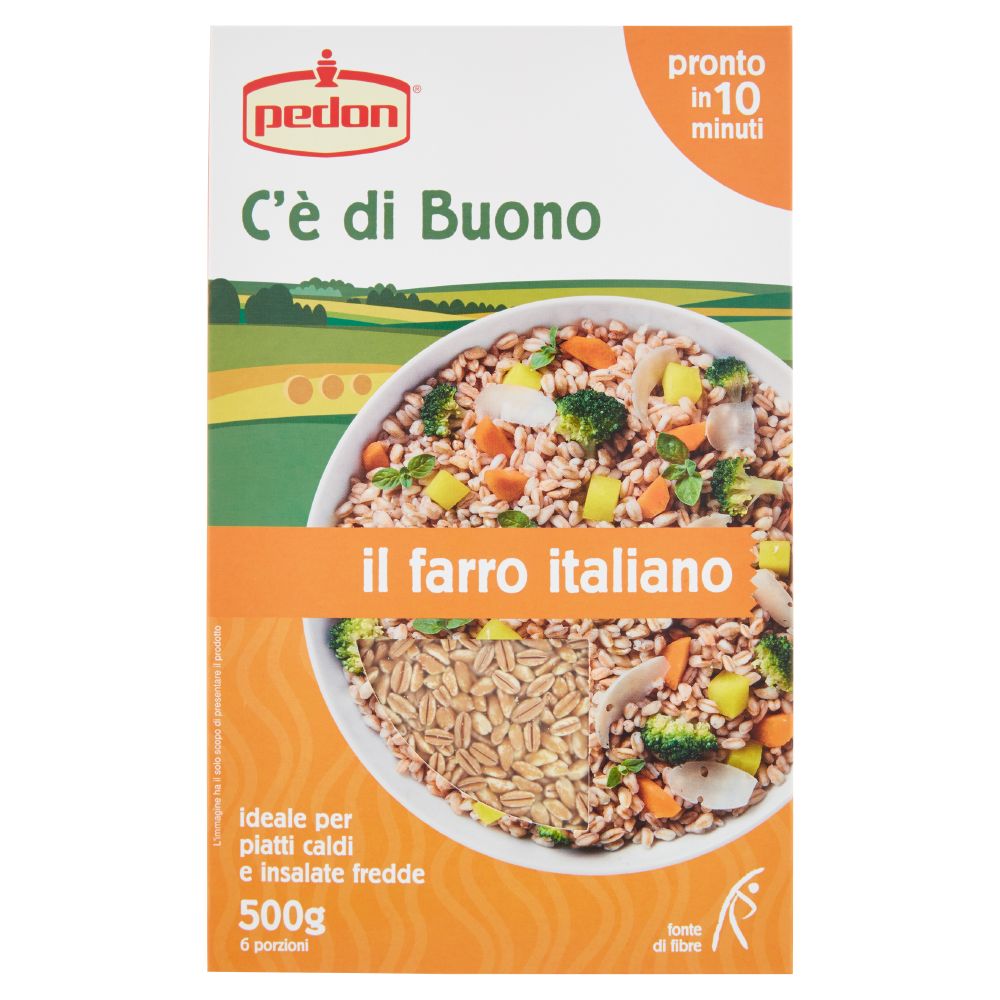 pedon®
pronto
in 10
minuti
C'è di Buono
il farro italiano
L'immagine ha il solo scopo di presentare il prodotto
ideale per
piatti caldi
e insalate fredde
500g
6 porzioni
fonte
di fibre